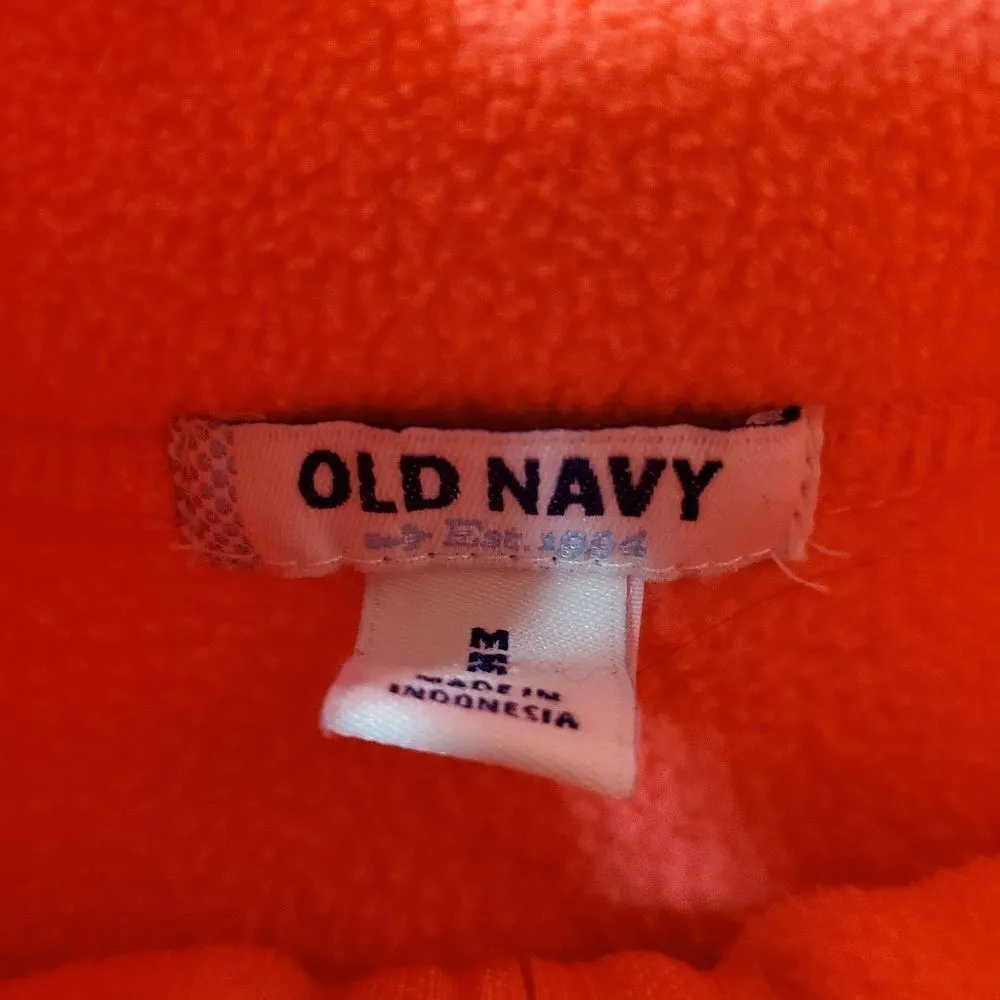 OLD NAVY
Est. 1994
M
M
MADE IN
INDONESIA